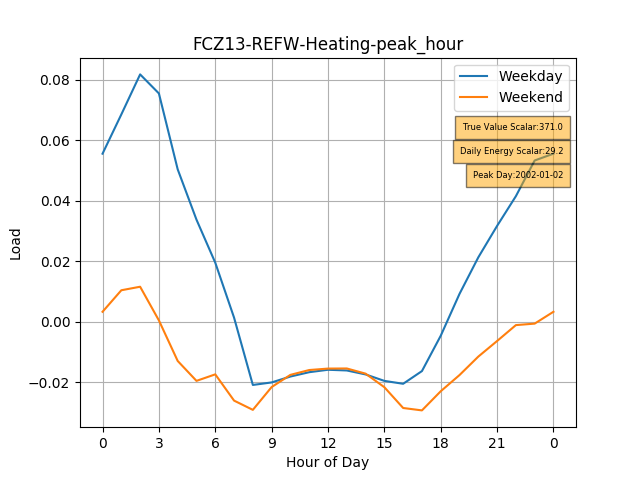 FCZ13-REFW-Heating-peak_hour
Weekday
Weekend
True Value Scalar:371.0
Daily Energy Scalar:29.2
Peak Day:2002-01-02
Load
0.08
0.06
0.04
0.02
0.00
−0.02
0 3 6 9 12 15 18 21 0
Hour of Day